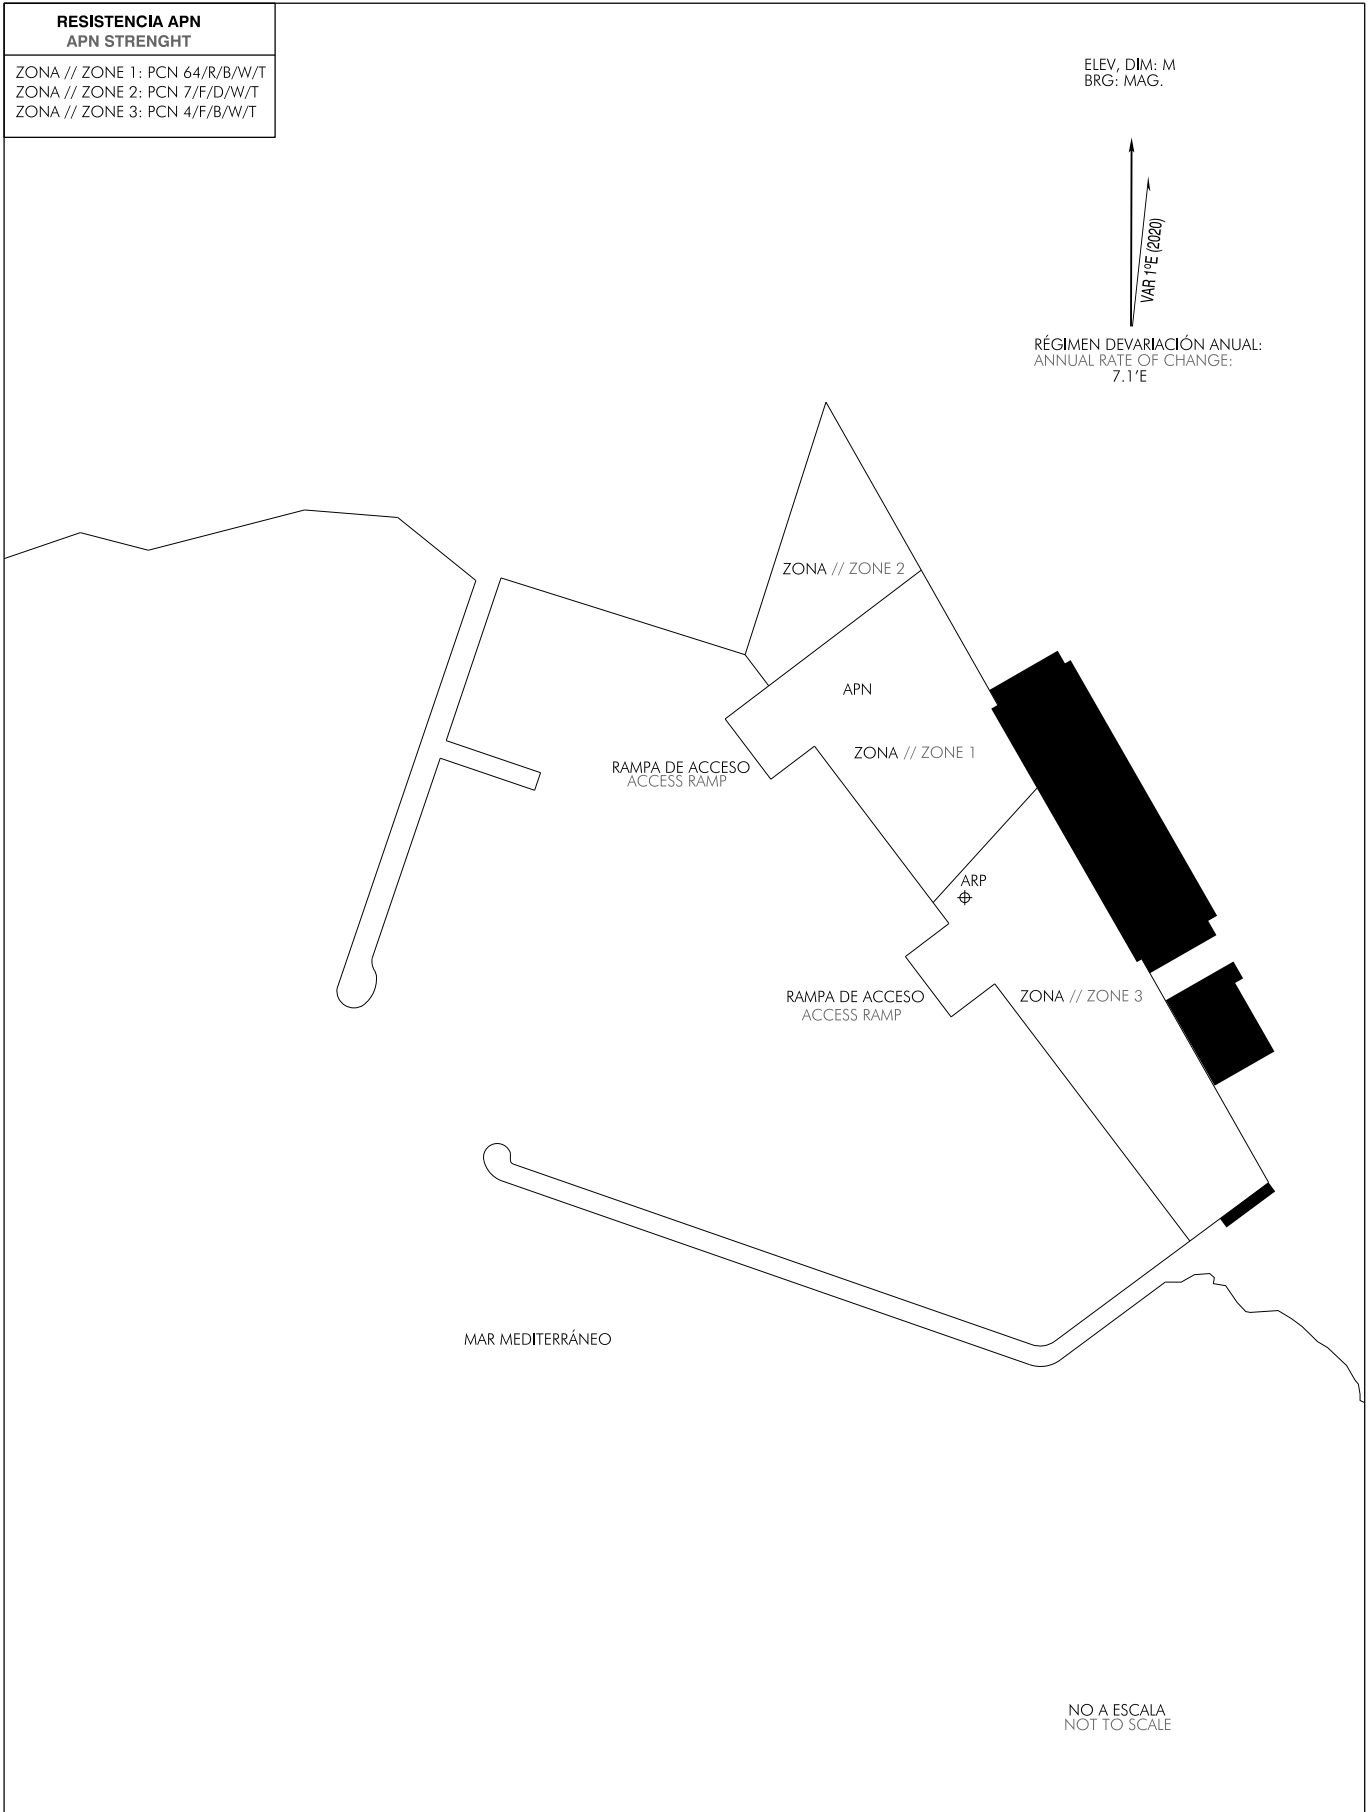 RESISTENCIA APN
APN STRENGHT
ZONA // ZONE 1: PCN 64/R/B/W/T
ZONA // ZONE 2: PCN 7/F/D/W/T
ZONA // ZONE 3: PCN 4/F/B/W/T
ELEV, DIM: M
BRG: MAG.
VAR 1ºE (2020)
RÉGIMEN DEVARIACIÓN ANUAL:
ANNUAL RATE OF CHANGE:
7.1'E
ZONA // ZONE 2
APN
ZONA // ZONE 1
RAMPA DE ACCESO
ACCESS RAMP
ARP
RAMPA DE ACCESO
ACCESS RAMP
ZONA // ZONE 3
MAR MEDITERRÁNEO
NO A ESCALA
NOT TO SCALE